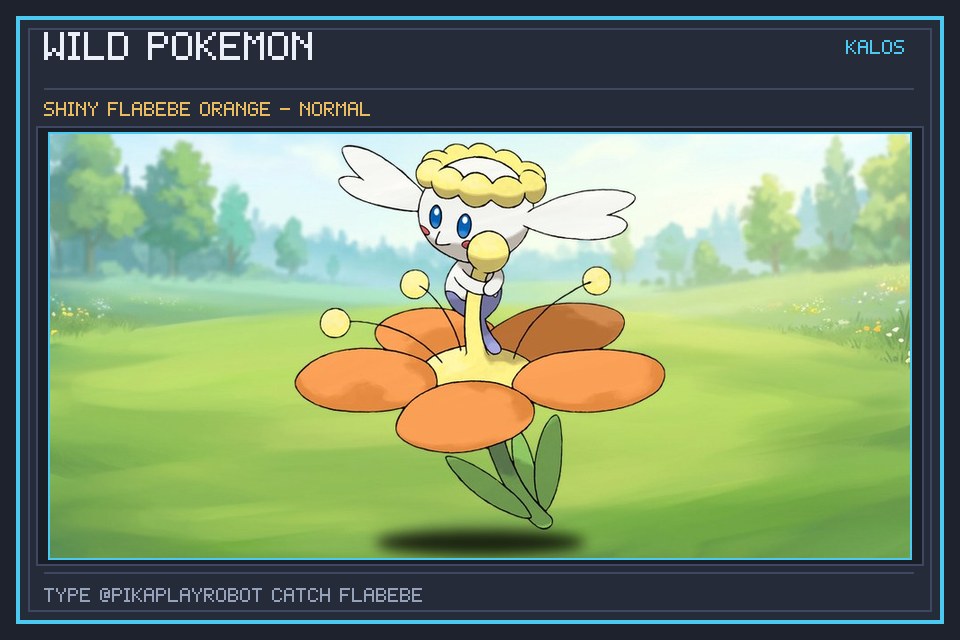 WILD POKEMON
KALOS
SHINY FLABEBE ORANGE - NORMAL
TYPE @PIKAPLAYROBOT CATCH FLABEBE